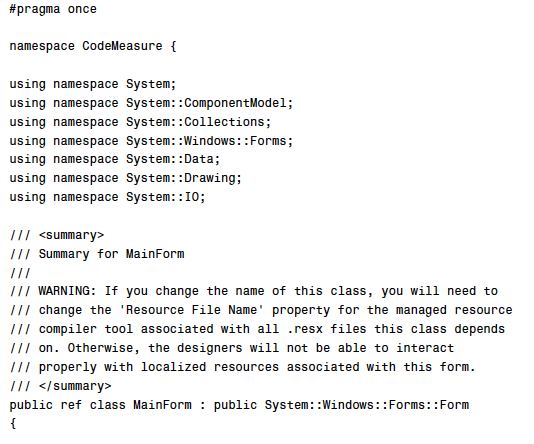 #pragma once
namespace CodeMeasure {
using namespace System;
using namespace System::ComponentModel;
using namespace System::Collections;
using namespace System::Windows::Forms;
using namespace System::Data;
using namespace System::Drawing;
using namespace System::IO;
/// <summary>
/// Summary for MainForm
///
/// WARNING: If you change the name of this class, you will need to
/// change the 'Resource File Name' property for the managed resource
/// compiler tool associated with all .resx files this class depends
/// on. Otherwise, the designers will not be able to interact
/// properly with localized resources associated with this form.
/// </summary>
public ref class MainForm : public System::Windows::Forms::Form
{